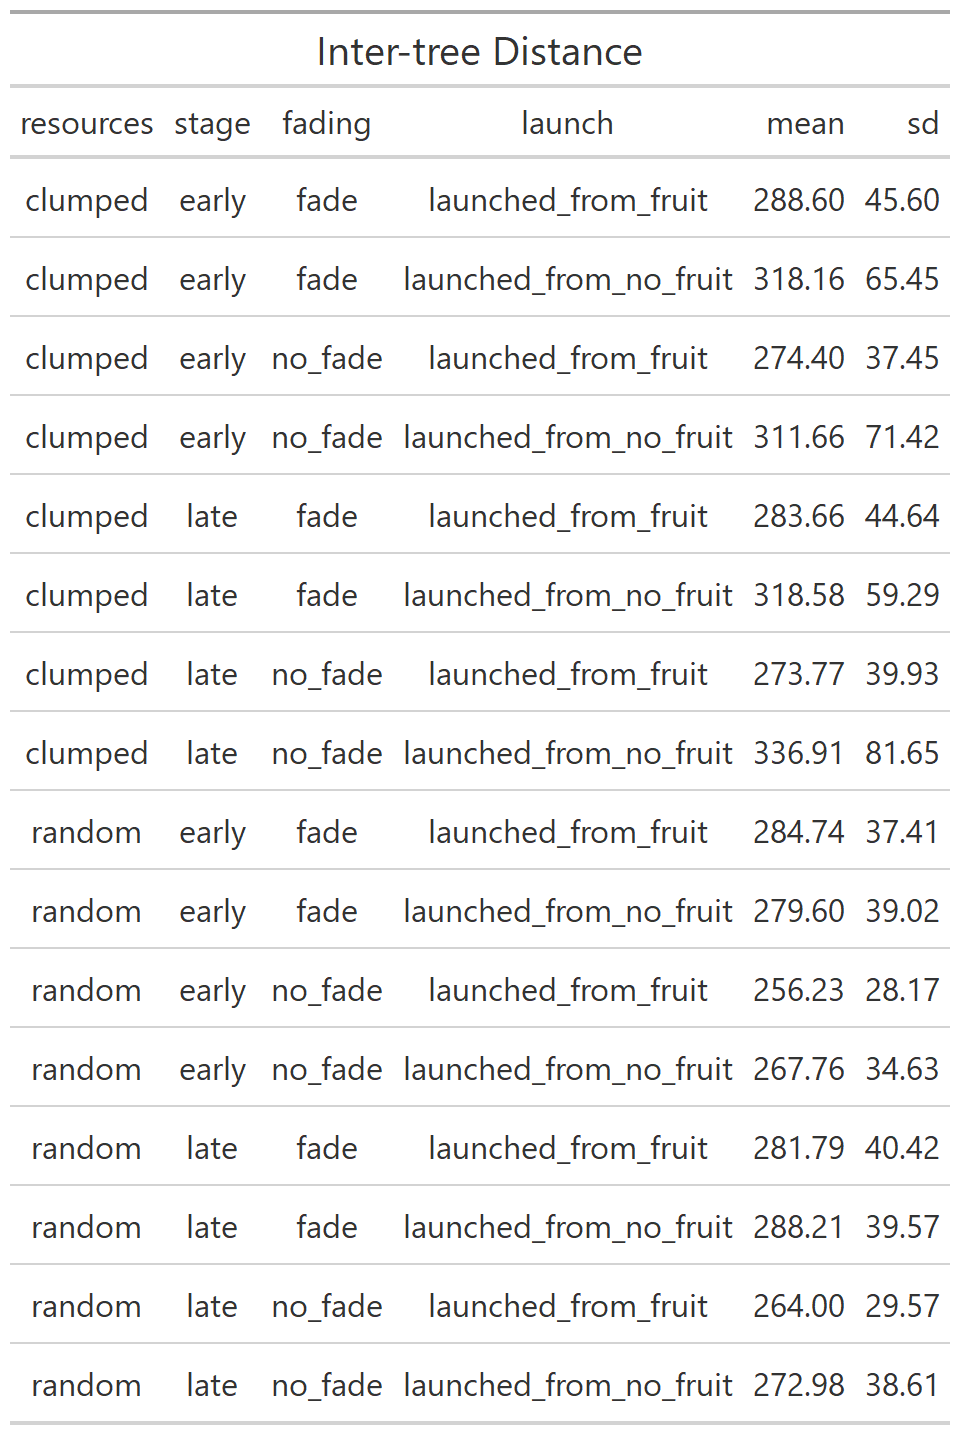 Inter-tree Distance
resources stage fading launch mean sd
clumped early fade launched_from_fruit 288.60 45.60
clumped early fade launched_from_no_fruit 318.16 65.45
clumped early no_fade launched_from_fruit 274.40 37.45
clumped early no_fade launched_from_no_fruit 311.66 71.42
clumped late fade launched_from_fruit 283.66 44.64
clumped late fade launched_from_no_fruit 318.58 59.29
clumped late no_fade launched_from_fruit 273.77 39.93
clumped late no_fade launched_from_no_fruit 336.91 81.65
random early fade launched_from_fruit 284.74 37.41
random early fade launched_from_no_fruit 279.60 39.02
random early no_fade launched_from_fruit 256.23 28.17
random early no_fade launched_from_no_fruit 267.76 34.63
random late fade launched_from_fruit 281.79 40.42
random late fade launched_from_no_fruit 288.21 39.57
random late no_fade launched_from_fruit 264.00 29.57
random late no_fade launched_from_no_fruit 272.98 38.61